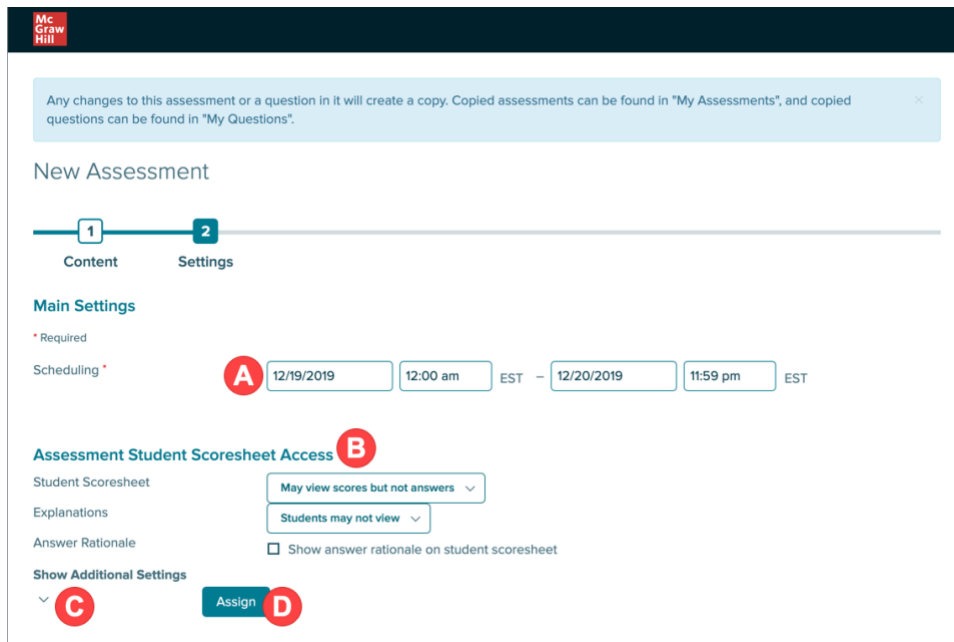 Mc
Graw
Hill
Any changes to this assessment or a question in it will create a copy. Copied assessments can be found in "My Assessments", and copied
questions can be found in "My Questions".
New Assessment
1 2
Content Settings
Main Settings
* Required
Scheduling * A 12/19/2019 12:00 am EST – 12/20/2019 11:59 pm EST
Assessment Student Scoresheet Access B
Student Scoresheet May view scores but not answers
Explanations Students may not view
Answer Rationale Show answer rationale on student scoresheet
Show Additional Settings
C Assign D